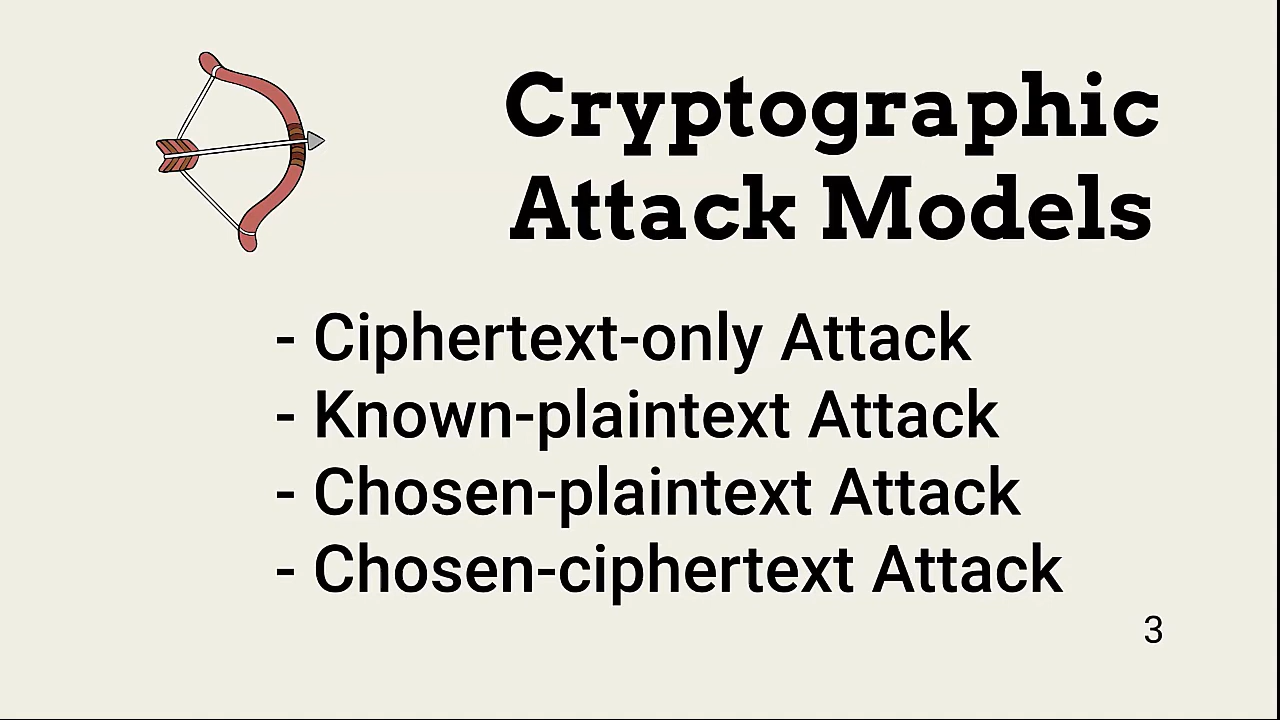 Cryptographic
Attack Models
- Ciphertext-only Attack
- Known-plaintext Attack
- Chosen-plaintext Attack
- Chosen-ciphertext Attack
3